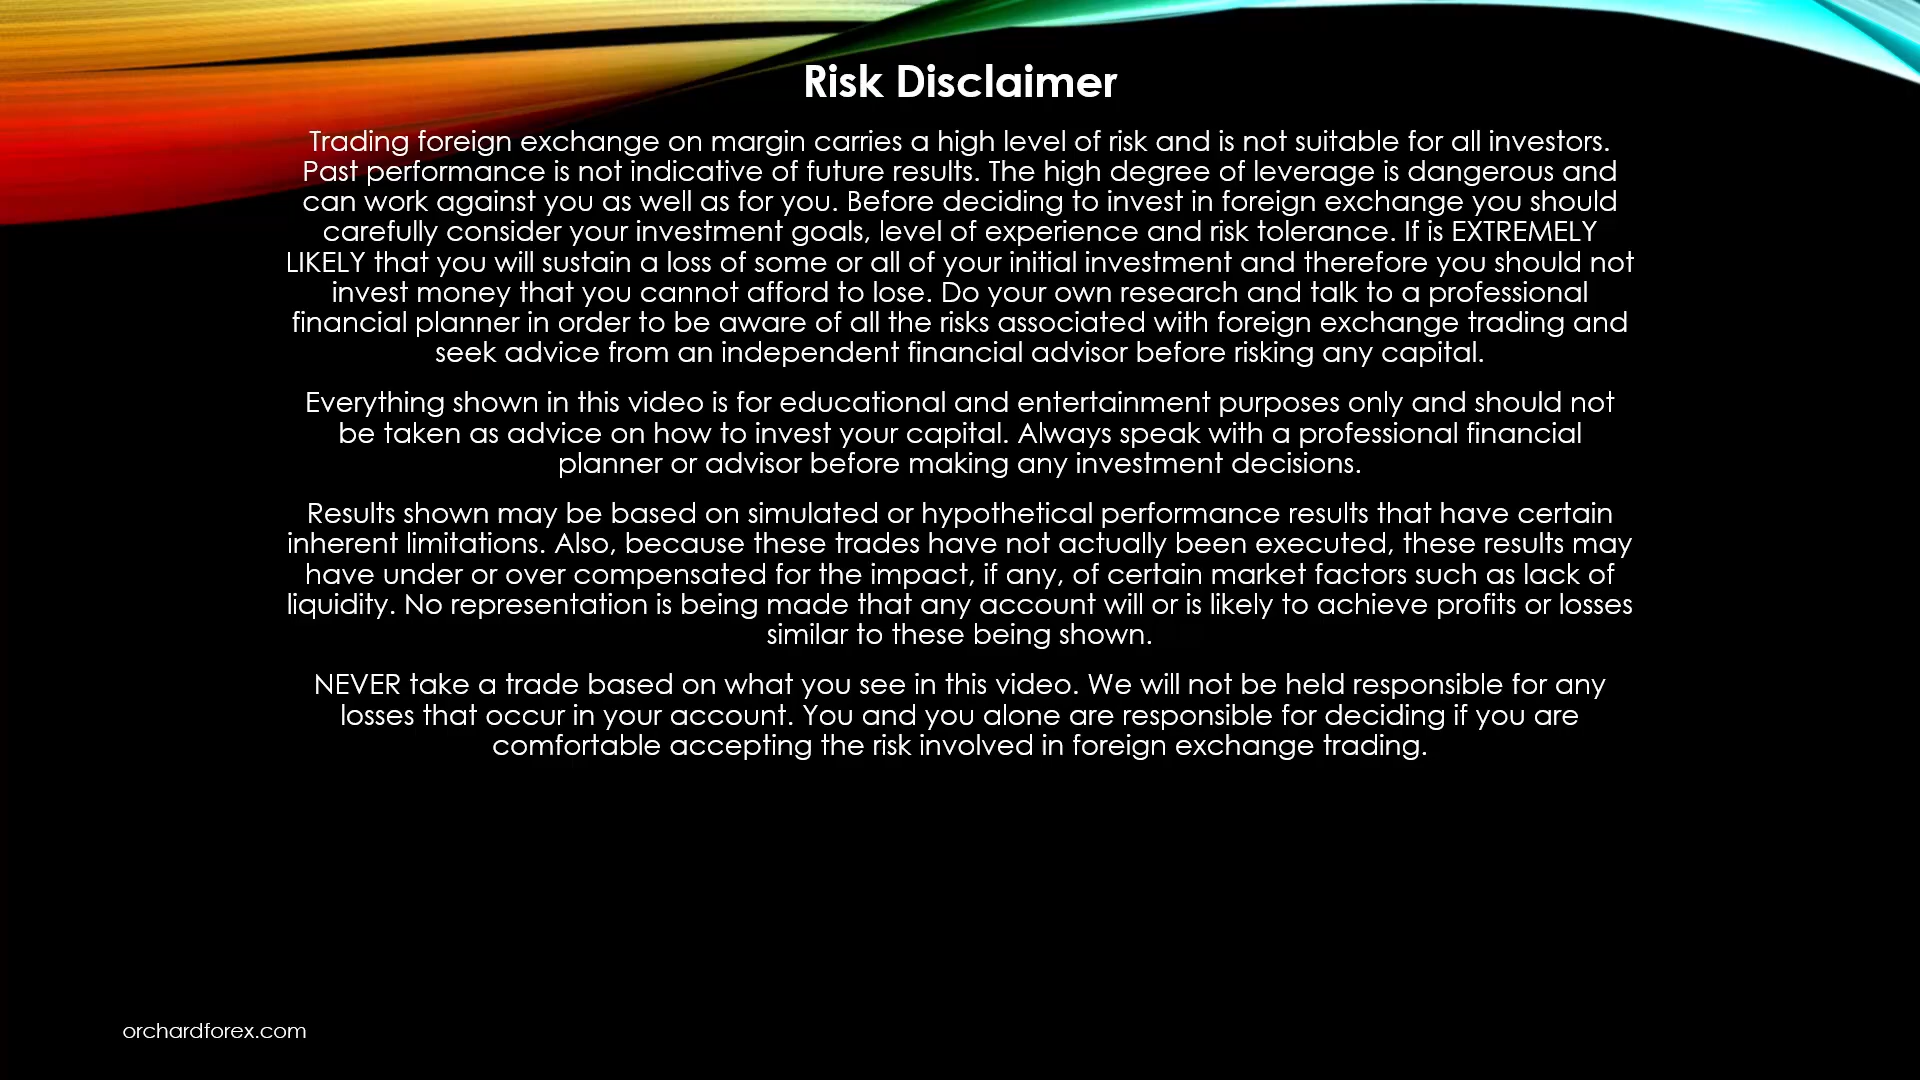 Risk Disclaimer
Trading foreign exchange on margin carries a high level of risk and is not suitable for all investors.
Past performance is not indicative of future results. The high degree of leverage is dangerous and
can work against you as well as for you. Before deciding to invest in foreign exchange you should
carefully consider your investment goals, level of experience and risk tolerance. If is EXTREMELY
LIKELY that you will sustain a loss of some or all of your initial investment and therefore you should not
invest money that you cannot afford to lose. Do your own research and talk to a professional
financial planner in order to be aware of all the risks associated with foreign exchange trading and
seek advice from an independent financial advisor before risking any capital.
Everything shown in this video is for educational and entertainment purposes only and should not
be taken as advice on how to invest your capital. Always speak with a professional financial
planner or advisor before making any investment decisions.
Results shown may be based on simulated or hypothetical performance results that have certain
inherent limitations. Also, because these trades have not actually been executed, these results may
have under or over compensated for the impact, if any, of certain market factors such as lack of
liquidity. No representation is being made that any account will or is likely to achieve profits or losses
similar to these being shown.
NEVER take a trade based on what you see in this video. We will not be held responsible for any
losses that occur in your account. You and you alone are responsible for deciding if you are
comfortable accepting the risk involved in foreign exchange trading.
orchardforex.com